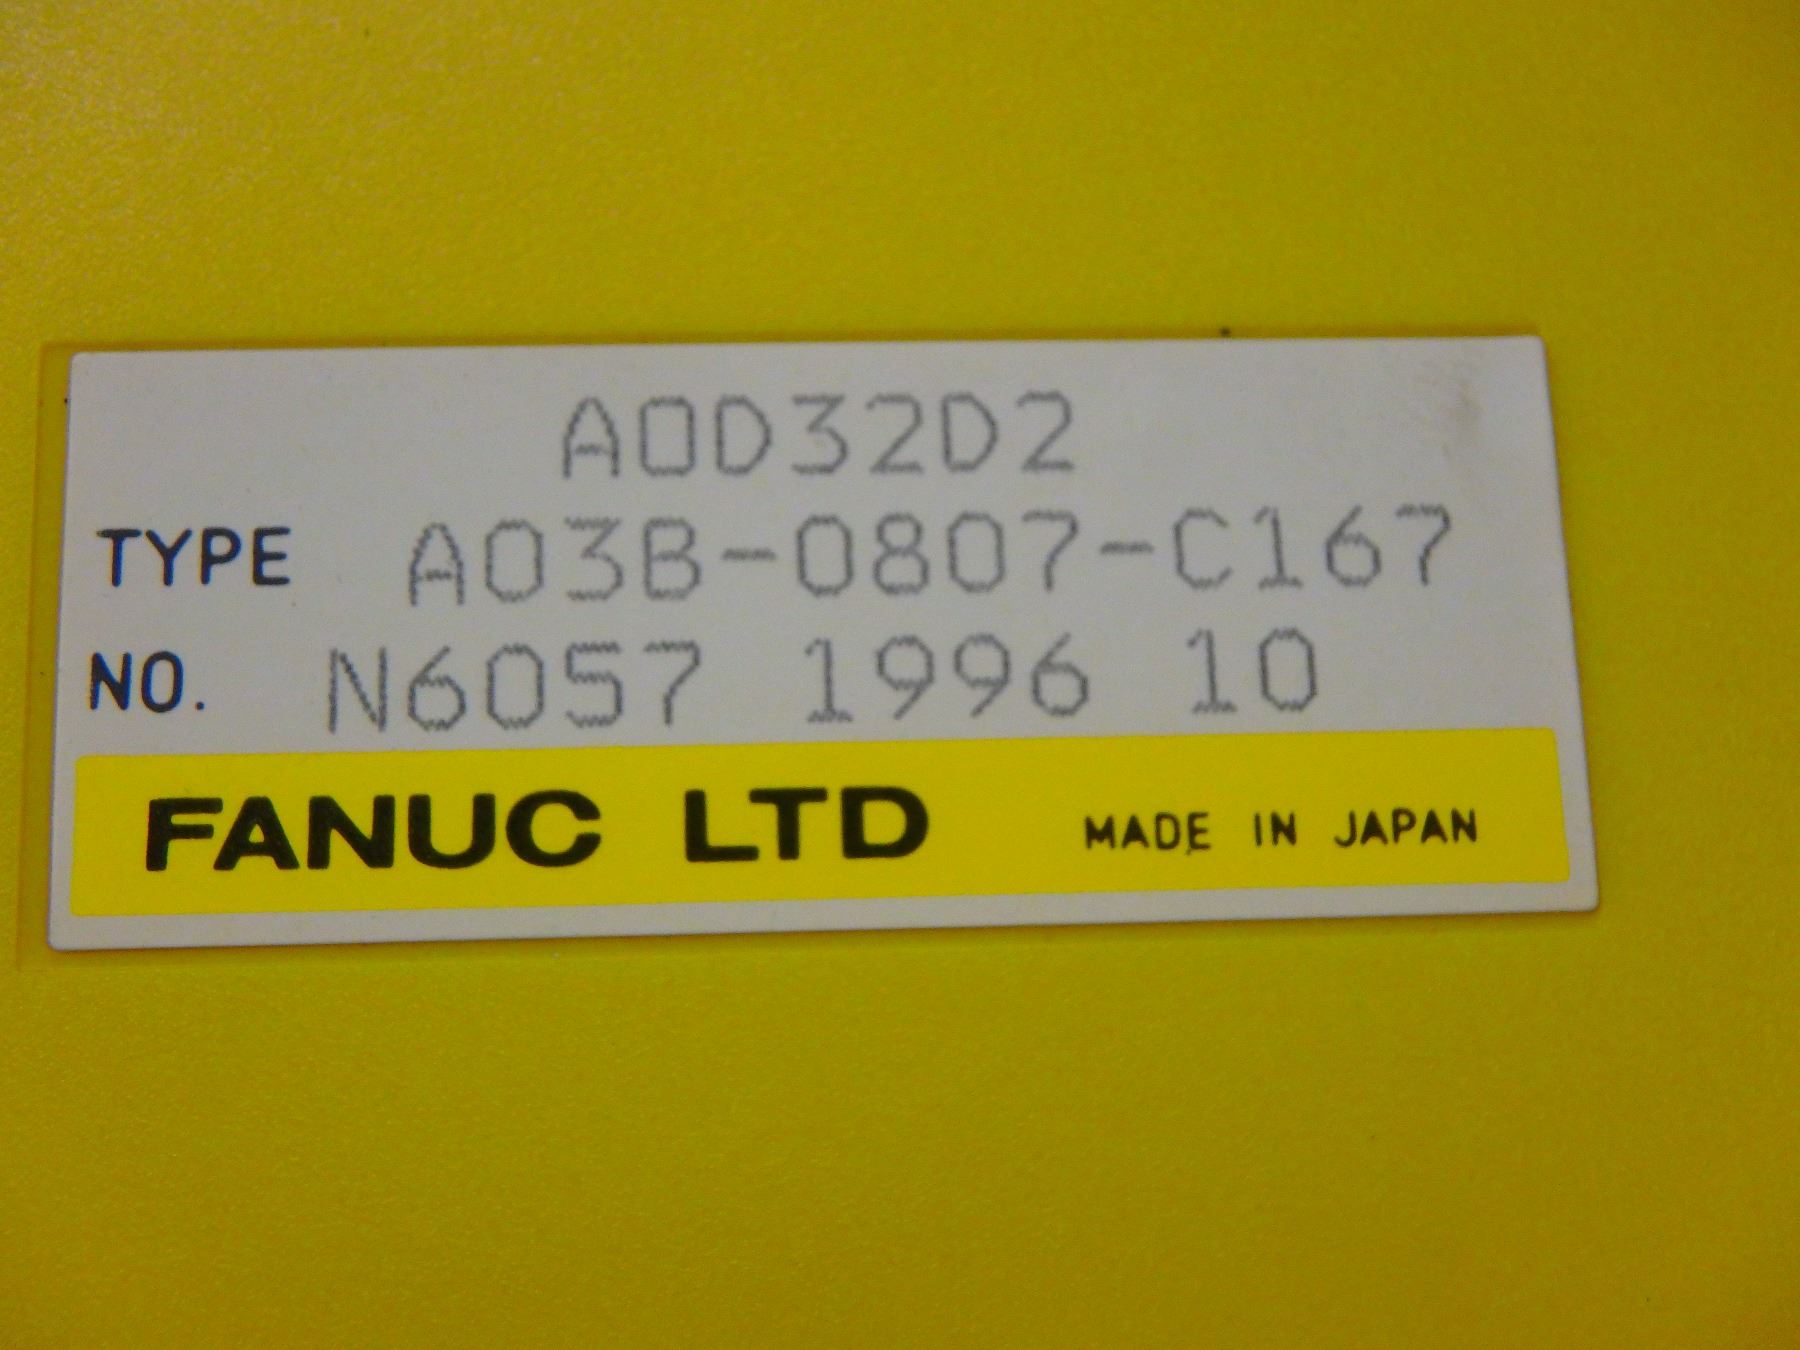 AOD32D2
TYPE A03B-0807-C167
NO. N6057 1996 10
FANUC LTD MADE IN JAPAN